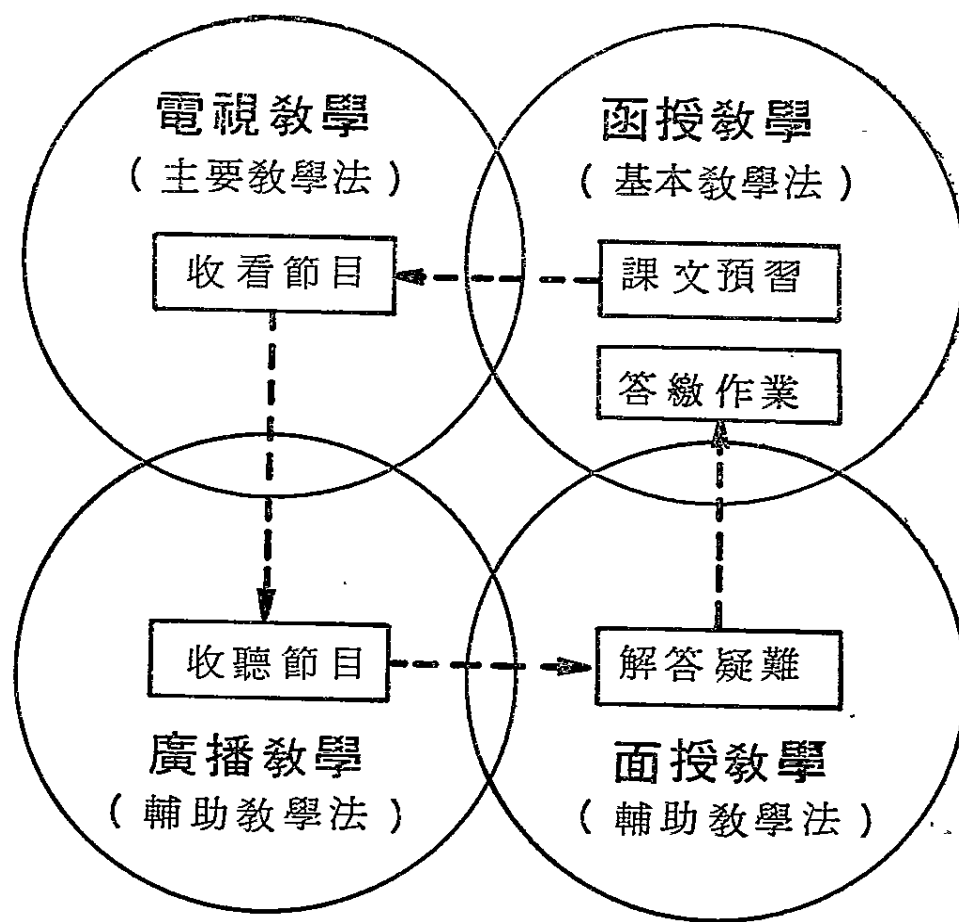 電視教學
(主要教學法)
收看節目
函授教學
(基本教學法)
課文預習
答繳作業
收聽節目
廣播教學
(輔助教學法)
解答疑難
面授教學
(輔助教學法)